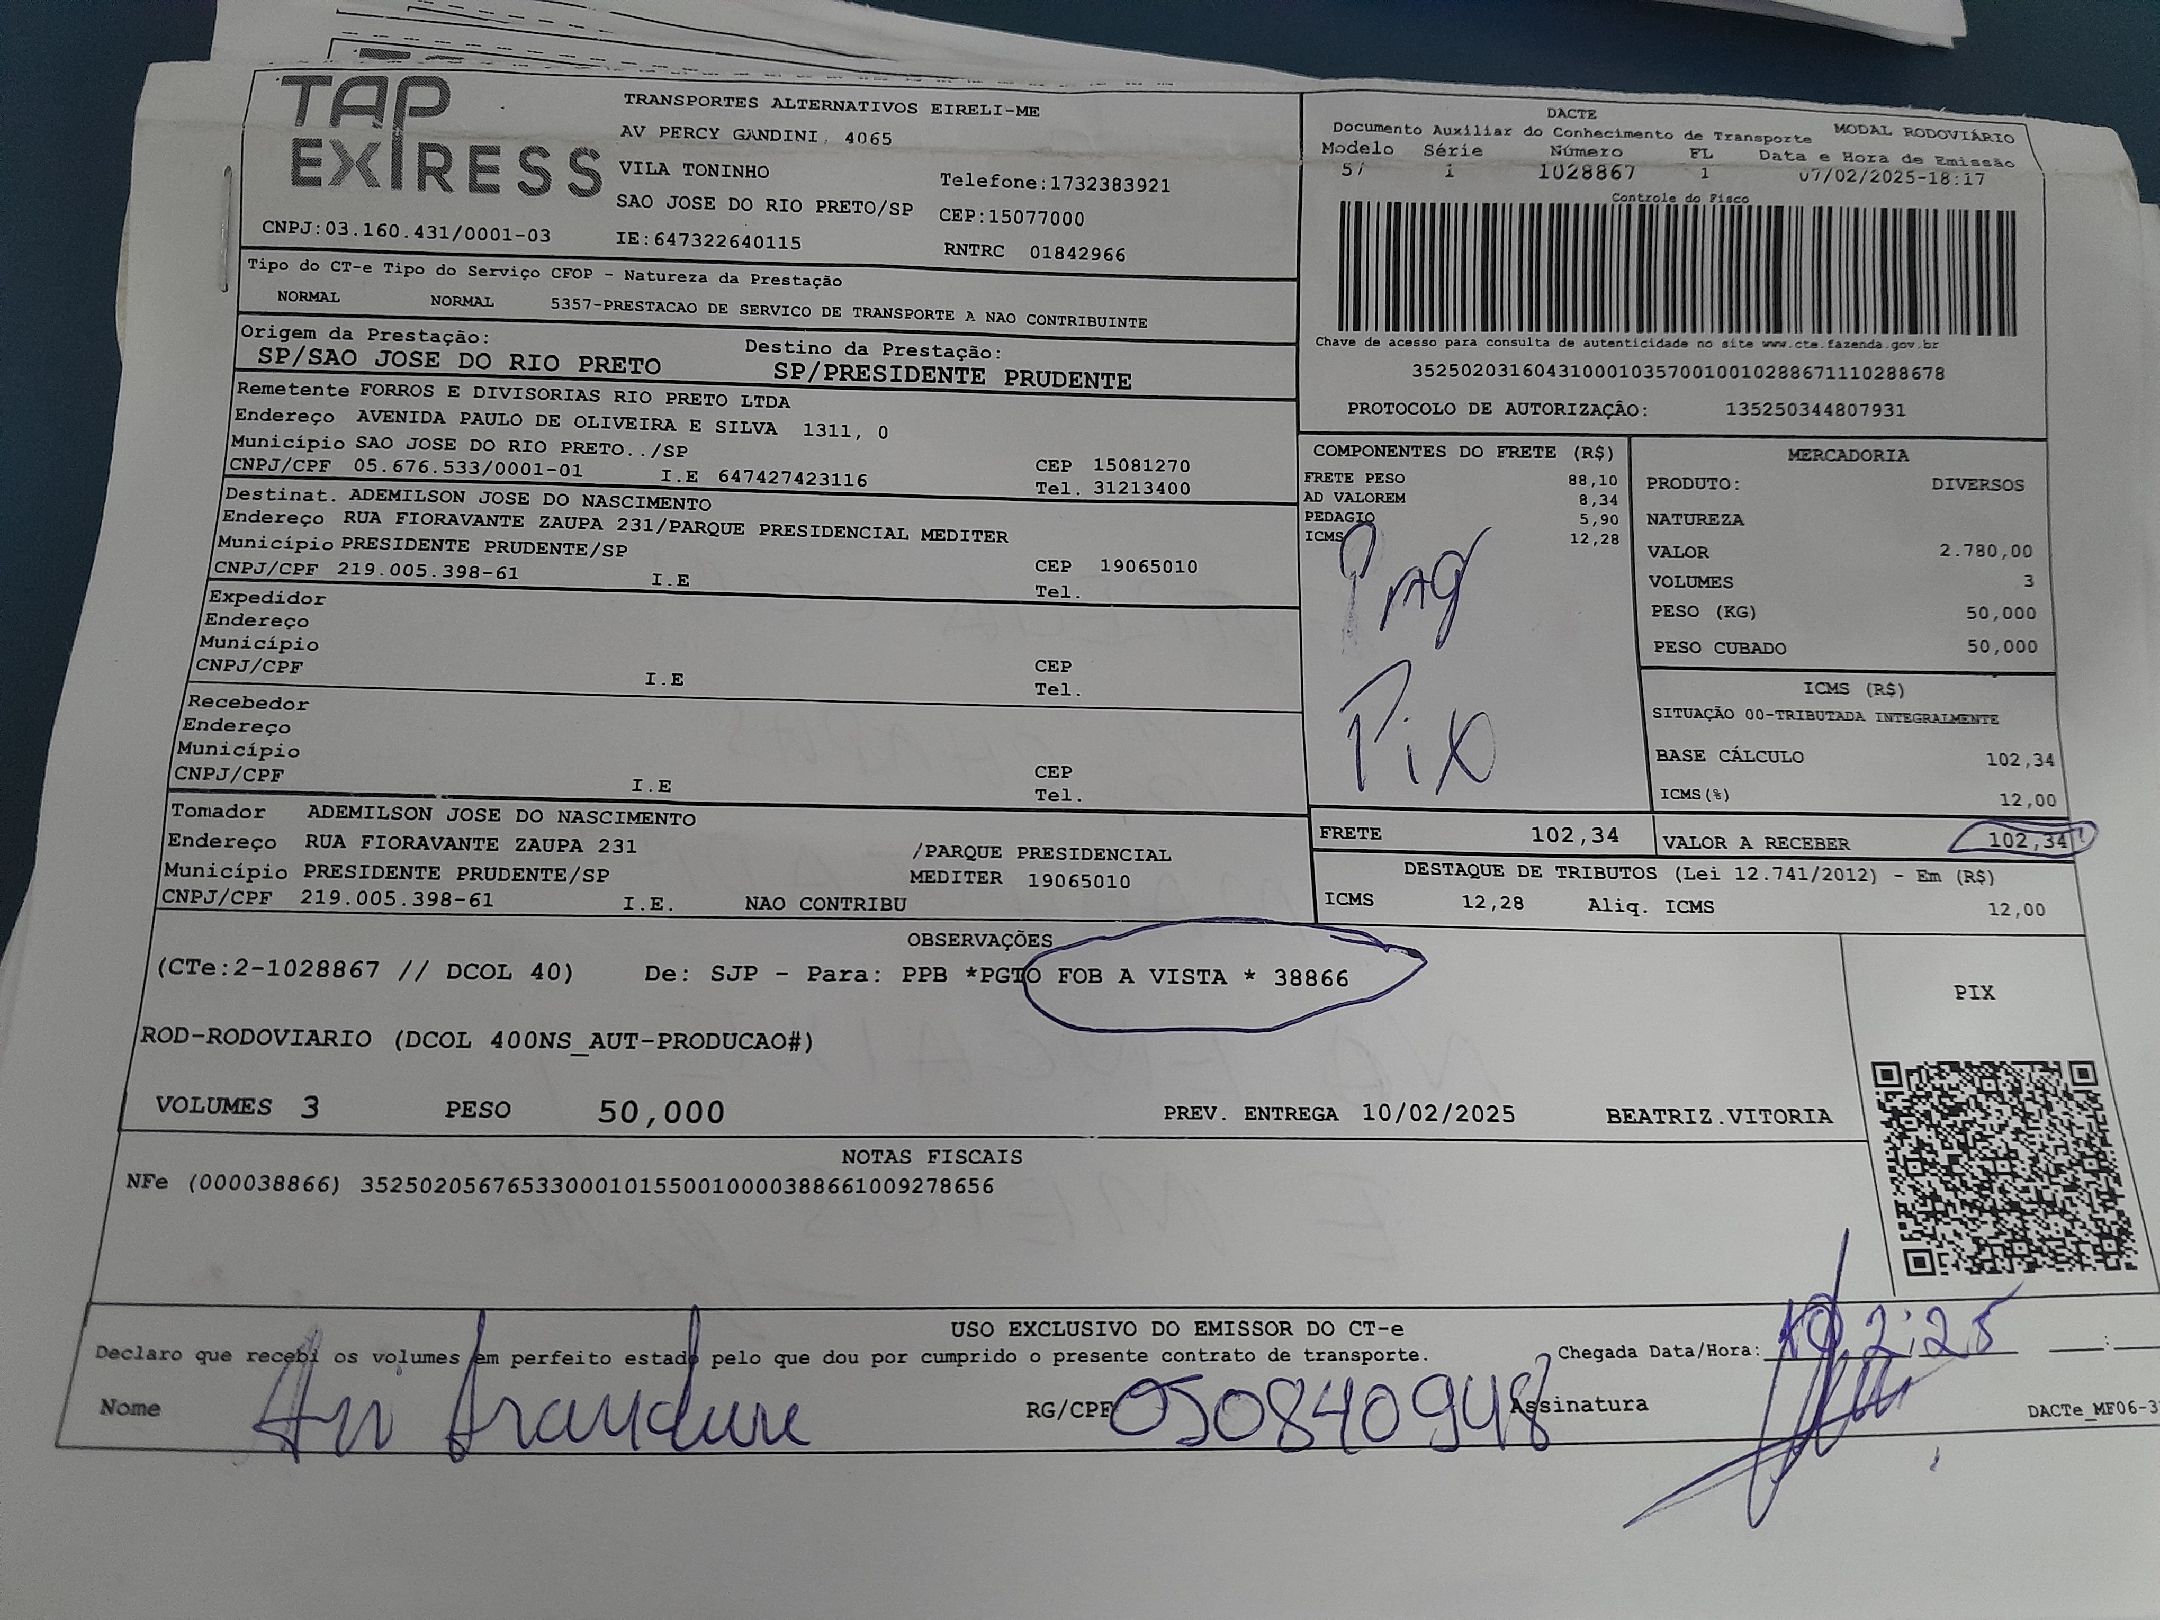 TAP EXPRESS
TRANSPORTES ALTERNATIVOS EIRELI-ME
AV PERCY GANDINI, 4065
VILA TONINHO Telefone:1732383921
SAO JOSE DO RIO PRETO/SP CEP:15077000
CNPJ:03.160.431/0001-03 IE:647322640115 RNTRC 01842966
Tipo do CT-e Tipo do Serviço CFOP - Natureza da Prestação
NORMAL NORMAL 5357-PRESTACAO DE SERVICO DE TRANSPORTE A NAO CONTRIBUINTE
Origem da Prestação: Destino da Prestação:
SP/SAO JOSE DO RIO PRETO SP/PRESIDENTE PRUDENTE
Remetente FORROS E DIVISORIAS RIO PRETO LTDA
Endereço AVENIDA PAULO DE OLIVEIRA E SILVA 1311, 0
Município SAO JOSE DO RIO PRETO../SP CEP 15081270
CNPJ/CPF 05.676.533/0001-01 I.E 647427423116 Tel. 31213400
Destinat. ADEMILSON JOSE DO NASCIMENTO
Endereço RUA FIORAVANTE ZAUPA 231/PARQUE PRESIDENCIAL MEDITER
Município PRESIDENTE PRUDENTE/SP CEP 19065010
CNPJ/CPF 219.005.398-61 I.E Tel.
Expedidor
Endereço
Município CEP
CNPJ/CPF I.E Tel.
Recebedor
Endereço
Município CEP
CNPJ/CPF I.E Tel.
Tomador ADEMILSON JOSE DO NASCIMENTO
Endereço RUA FIORAVANTE ZAUPA 231 /PARQUE PRESIDENCIAL
Município PRESIDENTE PRUDENTE/SP MEDITER 19065010
CNPJ/CPF 219.005.398-61 I.E. NAO CONTRIBU
DACTE
Documento Auxiliar do Conhecimento de Transporte MODAL RODOVIÁRIO
Modelo Série Número FL Data e Hora de Emissão
57 1 1028867 1 07/02/2025-18:17
Controle do Fisco
Chave de acesso para consulta de autenticidade no site www.cte.fazenda.gov.br
35250203160431000103570010010288671110288678
PROTOCOLO DE AUTORIZAÇÃO: 135250344807931
COMPONENTES DO FRETE (R$)
FRETE PESO 88,10
AD VALOREM 8,34
PEDAGIO 5,90
ICMS 12,28
Pag
Pix
FRETE 102,34
MERCADORIA
PRODUTO: DIVERSOS
NATUREZA
VALOR 2.780,00
VOLUMES 3
PESO (KG) 50,000
PESO CUBADO 50,000
ICMS (R$)
SITUAÇÃO 00-TRIBUTADA INTEGRALMENTE
BASE CÁLCULO 102,34
ICMS(%) 12,00
VALOR A RECEBER 102,34
DESTAQUE DE TRIBUTOS (Lei 12.741/2012) - Em (R$)
ICMS 12,28 Aliq. ICMS 12,00
OBSERVAÇÕES
(CTe:2-1028867 // DCOL 40) De: SJP - Para: PPB *PGTO FOB A VISTA * 38866
ROD-RODOVIARIO (DCOL 400NS_AUT-PRODUCAO#)
VOLUMES 3 PESO 50,000 PREV. ENTREGA 10/02/2025 BEATRIZ.VITORIA
PIX
NOTAS FISCAIS
NFe (000038866) 35250205676533000101550010000388661009278656
USO EXCLUSIVO DO EMISSOR DO CT-e
Declaro que recebi os volumes em perfeito estado pelo que dou por cumprido o presente contrato de transporte. Chegada Data/Hora: 10.2.25 :
Nome RG/CPF 050840948 Assinatura
DACTe_MF06-3